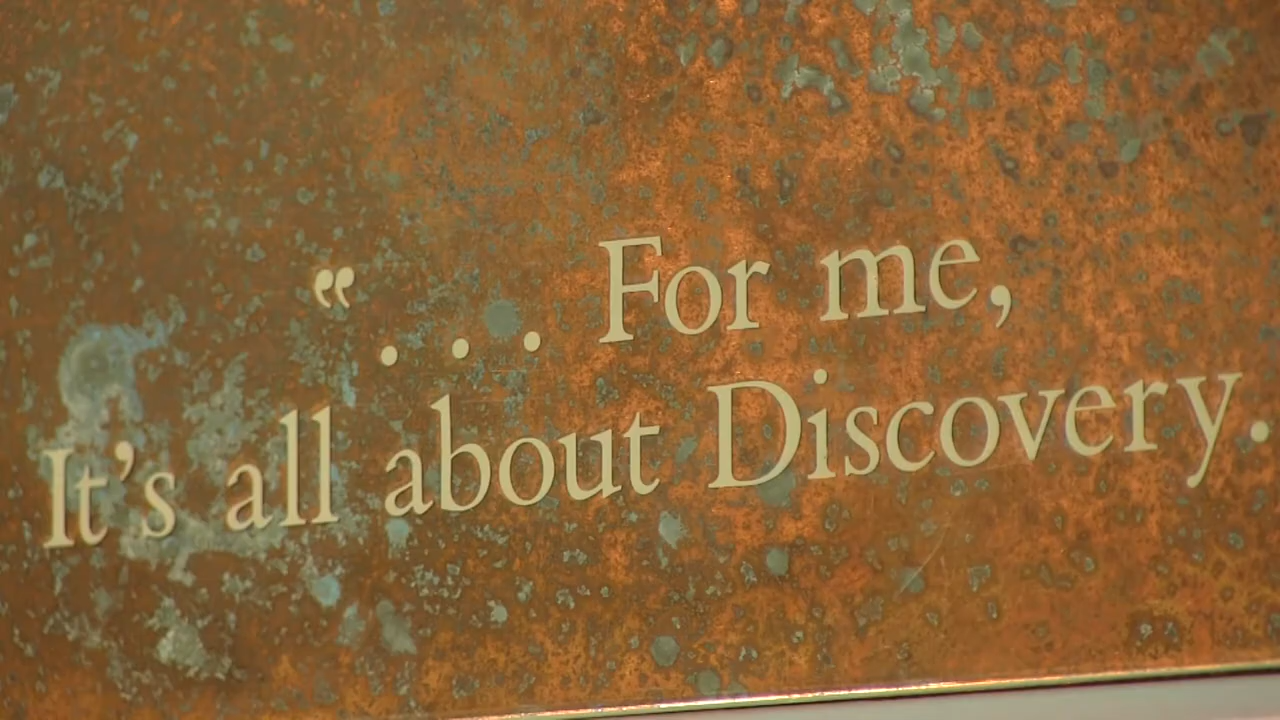 “. . . For me,
It’s all about Discovery.